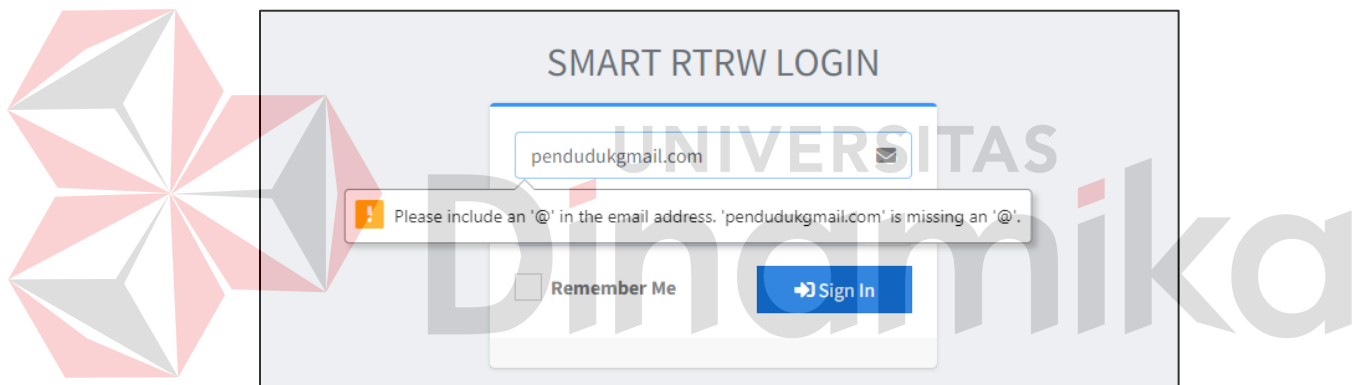 SMART RTRW LOGIN
UNIVERSITAS
pendudukgmail.com
Please include an '@' in the email address. 'pendudukgmail.com' is missing an '@'.
Dinamika
Remember Me
Sign In